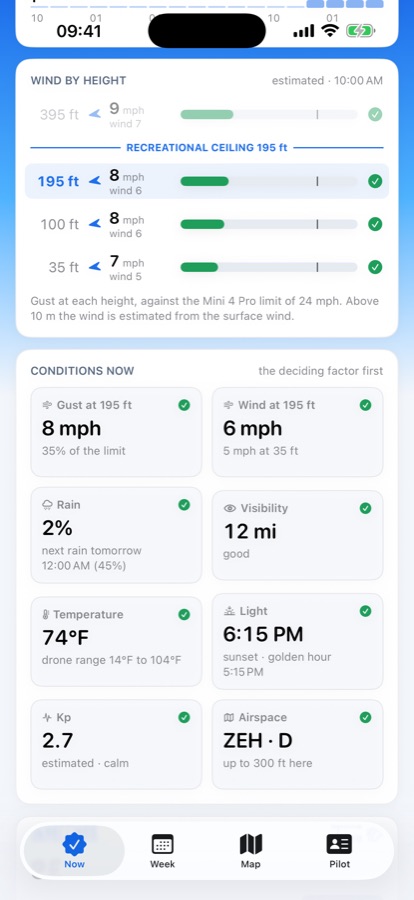 10 01 10 01
09:41
WIND BY HEIGHT estimated · 10:00 AM
395 ft 9 mph
wind 7
RECREATIONAL CEILING 195 ft
195 ft 8 mph
wind 6
100 ft 8 mph
wind 6
35 ft 7 mph
wind 5
Gust at each height, against the Mini 4 Pro limit of 24 mph. Above
10 m the wind is estimated from the surface wind.
CONDITIONS NOW the deciding factor first
Gust at 195 ft
8 mph
35% of the limit
Wind at 195 ft
6 mph
5 mph at 35 ft
Rain
2%
next rain tomorrow
12:00 AM (45%)
Visibility
12 mi
good
Temperature
74°F
drone range 14°F to 104°F
Light
6:15 PM
sunset · golden hour
5:15 PM
Kp
2.7
estimated · calm
Airspace
ZEH · D
up to 300 ft here
Now
Week
Map
Pilot